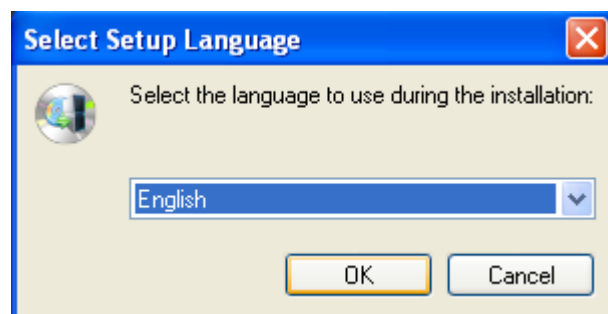 Select Setup Language
Select the language to use during the installation:
English
OK
Cancel